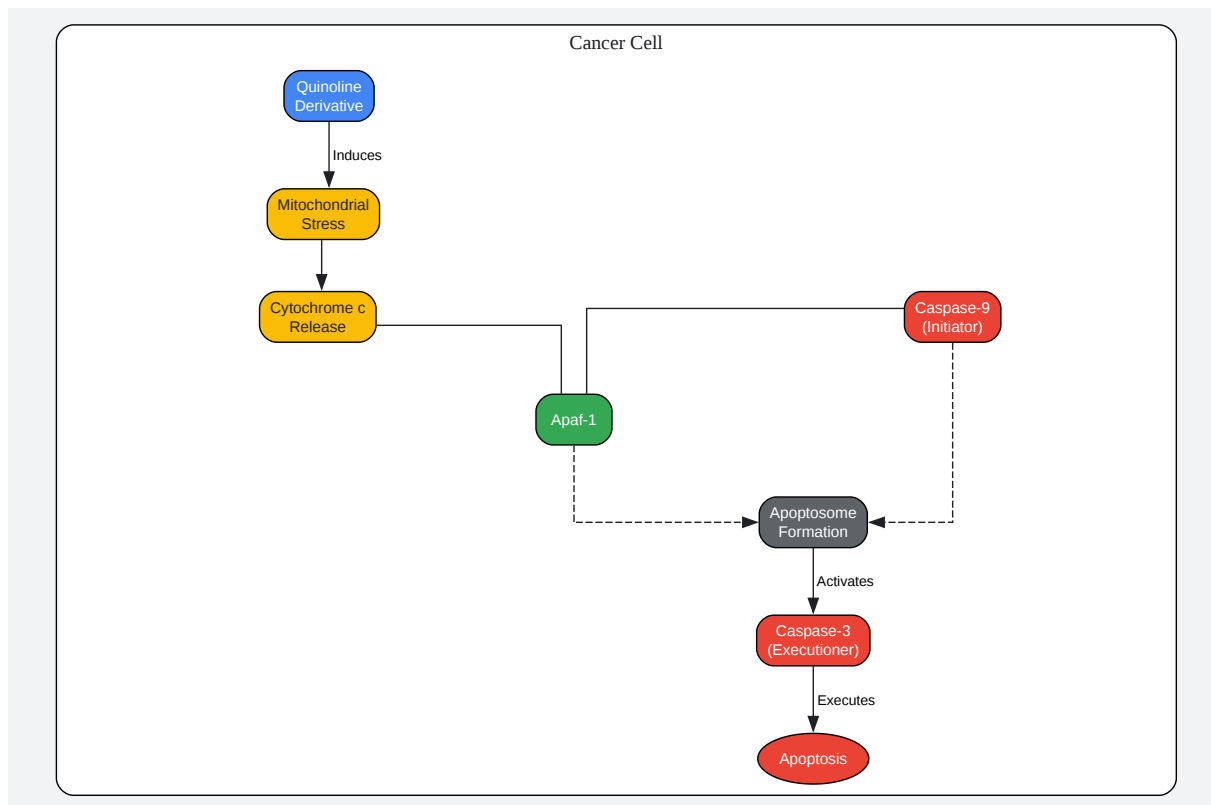 Cancer Cell
Quinoline
Derivative
Induces
Mitochondrial
Stress
Cytochrome c
Release
Caspase-9
(Initiator)
Apaf-1
Apoptosome
Formation
Activates
Caspase-3
(Executioner)
Executes
Apoptosis